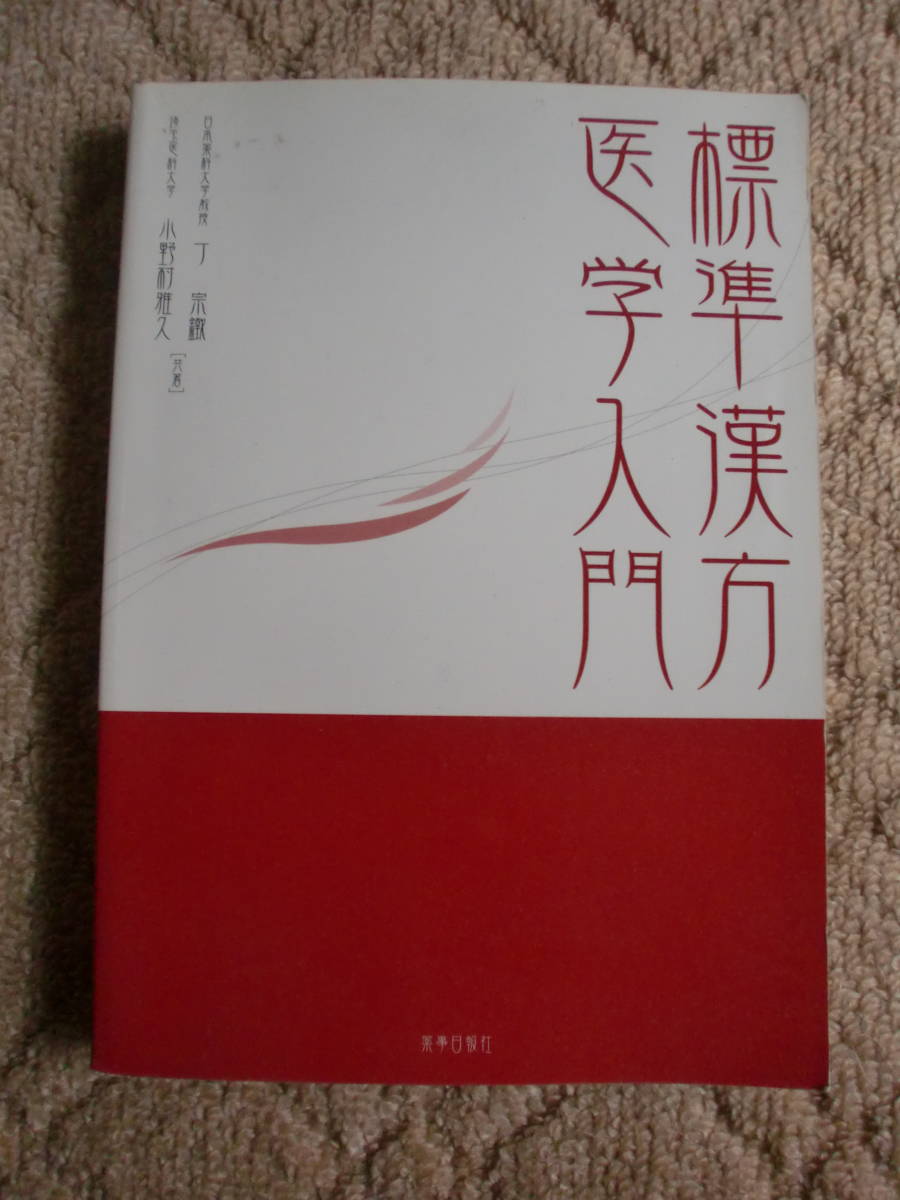 標準漢方
医学入門
日本薬科大学教授 丁 宗鐵
埼玉医科大学 小野村雅久 [共著]
薬事日報社